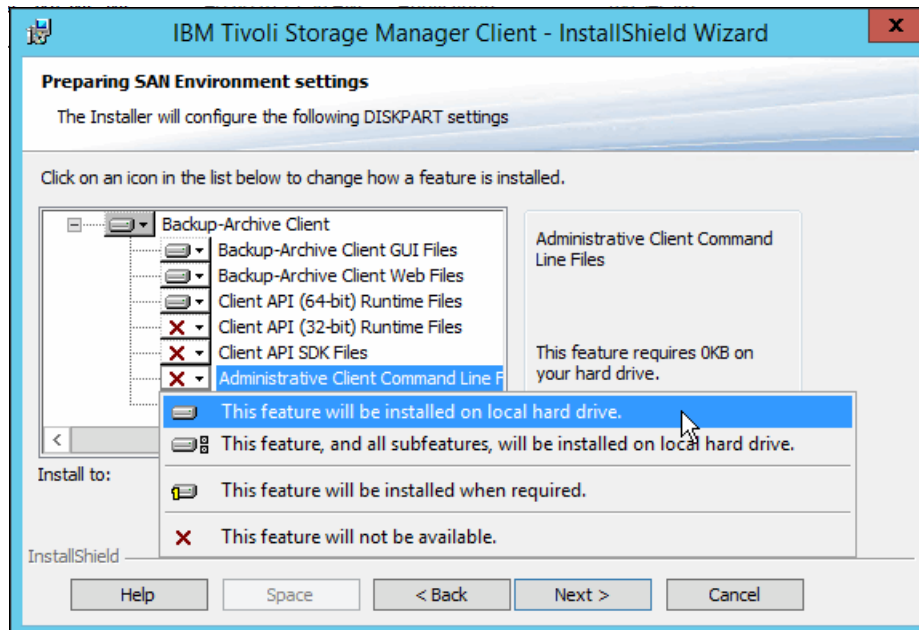 IBM Tivoli Storage Manager Client - InstallShield Wizard
Preparing SAN Environment settings
The Installer will configure the following DISKPART settings
Click on an icon in the list below to change how a feature is installed.
Backup-Archive Client
Backup-Archive Client GUI Files
Backup-Archive Client Web Files
Client API (64-bit) Runtime Files
Client API (32-bit) Runtime Files
Client API SDK Files
Administrative Client Command Line F
Administrative Client Command
Line Files
This feature requires 0KB on
your hard drive.
This feature will be installed on local hard drive.
This feature, and all subfeatures, will be installed on local hard drive.
This feature will be installed when required.
This feature will not be available.
Install to:
InstallShield
Help
Space
< Back
Next >
Cancel